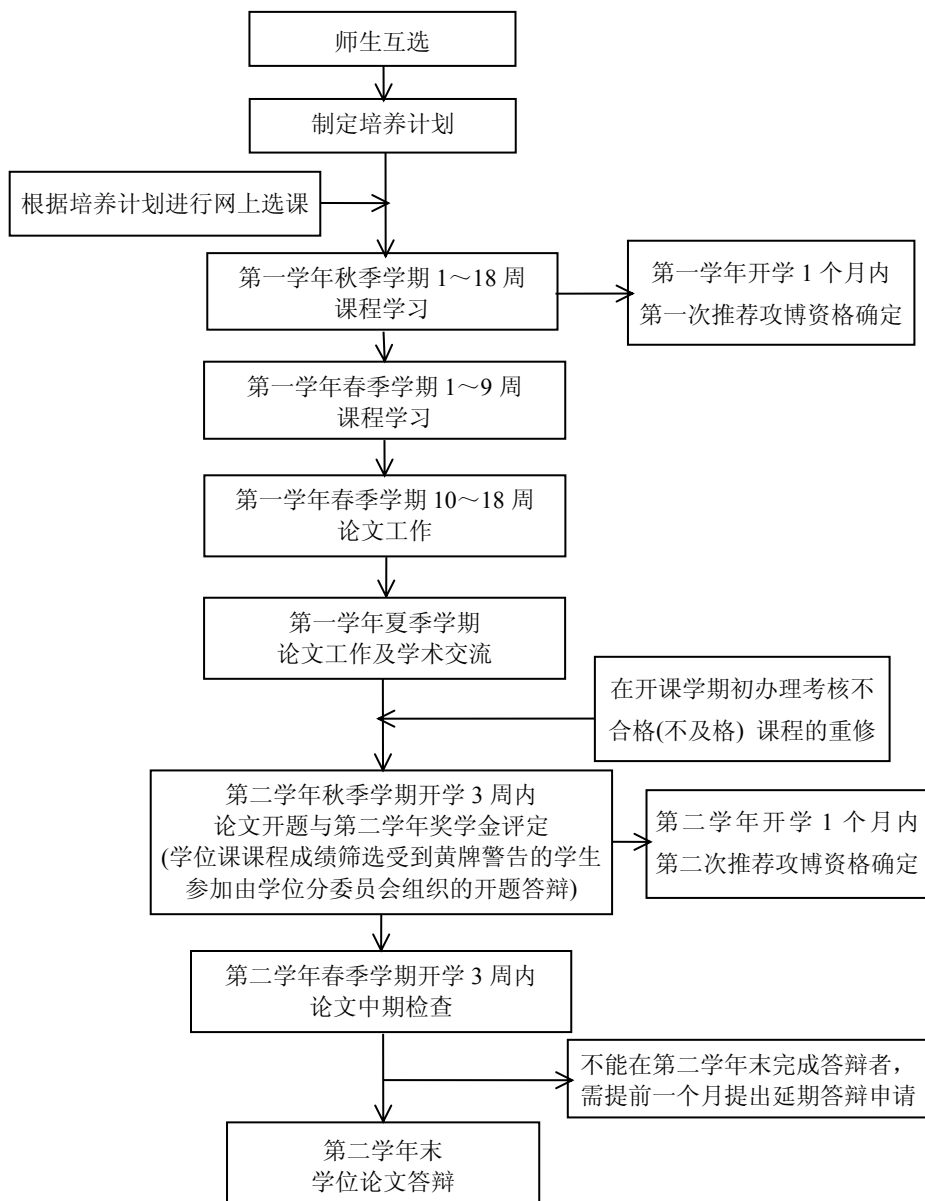 师生互选
制定培养计划
根据培养计划进行网上选课
第一学年秋季学期 1～18 周
课程学习
第一学年开学 1 个月内
第一次推荐攻博资格确定
第一学年春季学期 1～9 周
课程学习
第一学年春季学期 10～18 周
论文工作
第一学年夏季学期
论文工作及学术交流
在开课学期初办理考核不
合格(不及格) 课程的重修
第二学年秋季学期开学 3 周内
论文开题与第二学年奖学金评定
(学位课课程成绩筛选受到黄牌警告的学生
参加由学位分委员会组织的开题答辩)
第二学年开学 1 个月内
第二次推荐攻博资格确定
第二学年春季学期开学 3 周内
论文中期检查
不能在第二学年末完成答辩者，
需提前一个月提出延期答辩申请
第二学年末
学位论文答辩